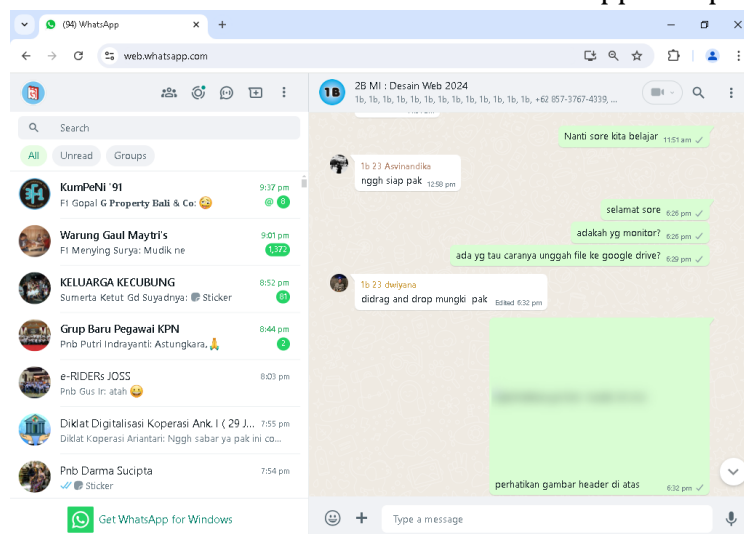 (94) WhatsApp
web.whatsapp.com
Search
All Unread Groups
KumPeNi '91 9:37 pm
F1 Gopal G Property Bali & Co: 😳 @ 8
Warung Gaul Maytri's 9:01 pm
F1 Menying Surya: Mudik ne 1,372
KELUARGA KECUBUNG 8:52 pm
Sumerta Ketut Gd Suyadnya: Sticker 81
Grup Baru Pegawai KPN 8:44 pm
Pnb Putri Indrayanti: Astungkara,🙏 2
e-RIDERs JOSS 8:03 pm
Pnb Gus Ir: atah 😀
Diklat Digitalisasi Koperasi Ank. I ( 29 J... 7:55 pm
Diklat Koperasi Ariantari: Nggh sabar ya pak ini co...
Pnb Darma Sucipta 7:54 pm
Sticker
Get WhatsApp for Windows
1B
2B MI : Desain Web 2024
1b, 1b, 1b, 1b, 1b, 1b, 1b, 1b, 1b, 1b, 1b, 1b, 1b, +62 857-3767-4339, ...
Nanti sore kita belajar 11:51 am
1b 23 Asvinandika
nggh siap pak 12:58 pm
selamat sore 6:26 pm
adakah yg monitor? 6:26 pm
ada yg tau caranya unggah file ke google drive? 6:29 pm
1b 23 dwiyana
didrag and drop mungki pak Edited 6:32 pm
perhatikan gambar header di atas 6:32 pm
Type a message